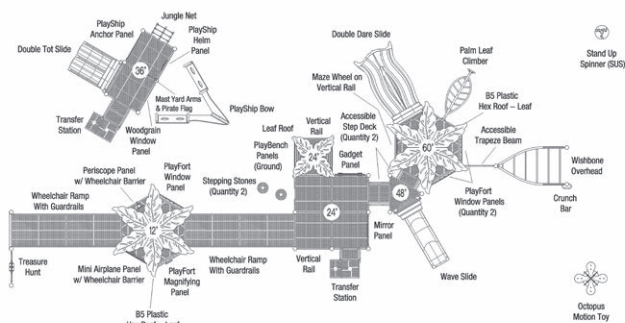 PlayShip
Anchor Panel
Jungle Net
PlayShip
Helm
Panel
Double Tot Slide
36"
Mast Yard Arms
& Pirate Flag
PlayShip Bow
Transfer
Station
Woodgrain
Window
Panel
Double Dare Slide
Palm Leaf
Climber
Stand Up
Spinner (SUS)
Maze Wheel on
Vertical Rail
B5 Plastic
Hex Roof – Leaf
Accessible
Step Deck
(Quantity 2)
Vertical
Rail
Leaf Roof
PlayBench
Panels
(Ground)
24"
Gadget
Panel
60"
Accessible
Trapeze Beam
Wishbone
Overhead
Periscope Panel
w/ Wheelchair Barrier
PlayFort
Window
Panel
Stepping Stones
(Quantity 2)
48"
PlayFort
Window Panels
(Quantity 2)
Crunch
Bar
Wheelchair Ramp
With Guardrails
12"
24"
Mirror
Panel
Treasure
Hunt
Mini Airplane Panel
w/ Wheelchair Barrier
PlayFort
Magnifying
Panel
Wheelchair Ramp
With Guardrails
Vertical
Rail
Transfer
Station
Wave Slide
B5 Plastic
Octopus
Motion Toy